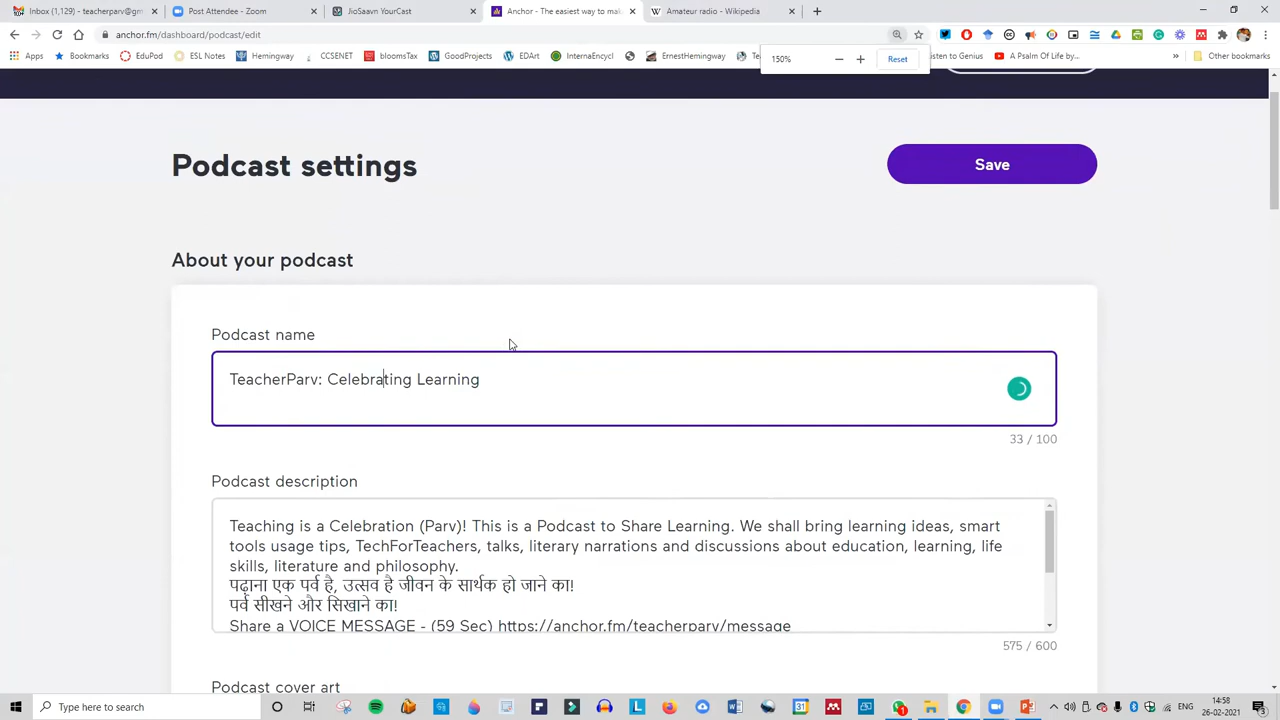 Inbox (1,129) - teacherparv@gm
Post Attendee - Zoom
JioSaavn YourCast
Anchor - The easiest way to mai
Amateur radio - Wikipedia
anchor.fm/dashboard/podcast/edit
Apps
Bookmarks
EduPod
ESL Notes
Hemingway
CCSENET
bloomsTax
GoodProjects
EDArt
InternaEncycl
ErnestHemingway
150%
Reset
isten to Genius
A Psalm Of Life by...
Other bookmarks
Podcast settings
Save
About your podcast
Podcast name
TeacherParv: Celebrating Learning
33 / 100
Podcast description
Teaching is a Celebration (Parv)! This is a Podcast to Share Learning. We shall bring learning ideas, smart
tools usage tips, TechForTeachers, talks, literary narrations and discussions about education, learning, life
skills, literature and philosophy.
पढ़ाना एक पर्व है, उत्सव है जीवन के सार्थक हो जाने का!
पर्व सीखने और सिखाने का!
Share a VOICE MESSAGE - (59 Sec) https://anchor.fm/teacherparv/message
575 / 600
Podcast cover art
Type here to search
ENG
14:58
26-02-2021